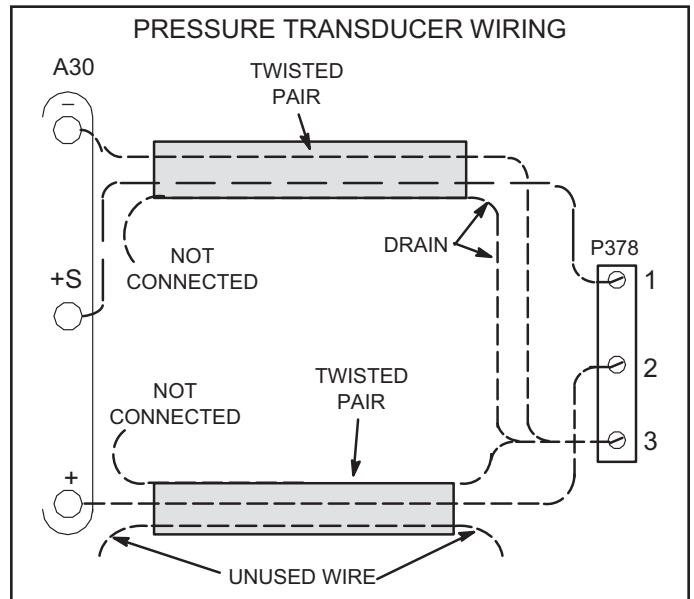 PRESSURE TRANSDUCER WIRING
A30
TWISTED
PAIR
–
NOT
CONNECTED
DRAIN
P378
1
+S
2
NOT
CONNECTED
TWISTED
PAIR
3
+
UNUSED WIRE